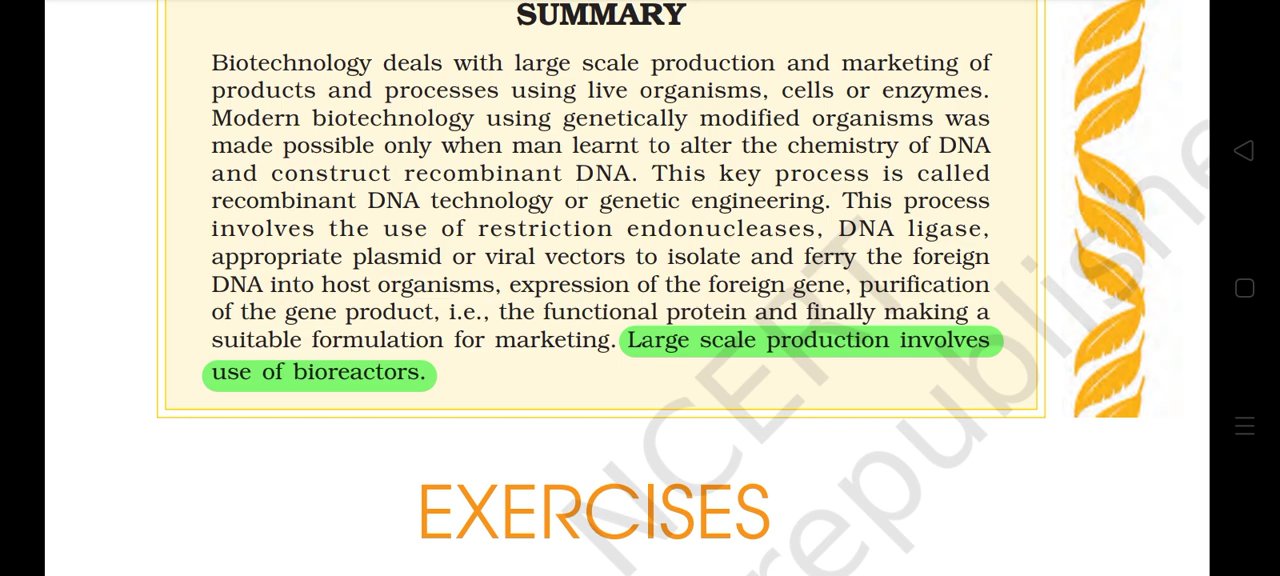 SUMMARY
Biotechnology deals with large scale production and marketing of
products and processes using live organisms, cells or enzymes.
Modern biotechnology using genetically modified organisms was
made possible only when man learnt to alter the chemistry of DNA
and construct recombinant DNA. This key process is called
recombinant DNA technology or genetic engineering. This process
involves the use of restriction endonucleases, DNA ligase,
appropriate plasmid or viral vectors to isolate and ferry the foreign
DNA into host organisms, expression of the foreign gene, purification
of the gene product, i.e., the functional protein and finally making a
suitable formulation for marketing. Large scale production involves
use of bioreactors.
EXERCISES
NCERT
republishe